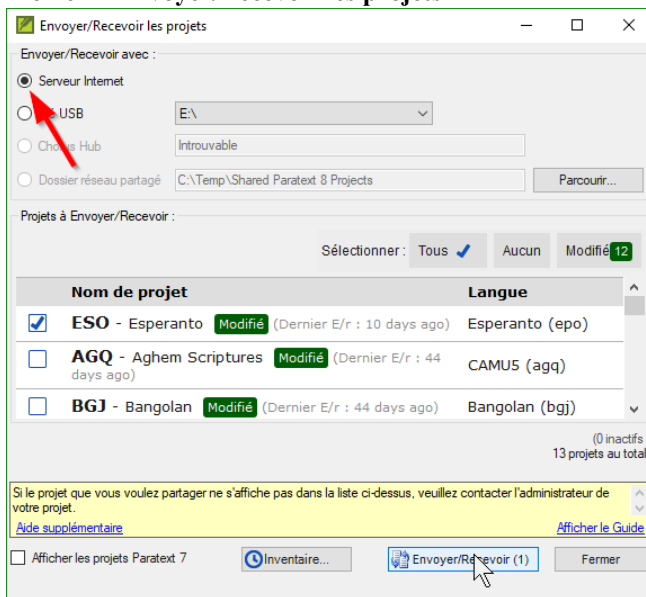 Envoyer/Recevoir les projets
Envoyer/Recevoir avec :
Serveur Internet
USB
E:\
Chorus Hub
Introuvable
Dossier réseau partagé
C:\Temp\Shared Paratext 8 Projects
Parcourir...
Projets à Envoyer/Recevoir :
Sélectionner : Tous Aucun Modifié 12
Nom de projet Langue
ESO - Esperanto Modifié (Dernier E/r : 10 days ago) Esperanto (epo)
AGQ - Aghem Scriptures Modifié (Dernier E/r : 44
days ago)
CAMU5 (agq)
BGJ - Bangolan Modifié (Dernier E/r : 44 days ago) Bangolan (bgj)
(0 inactifs
13 projets au total
Si le projet que vous voulez partager ne s'affiche pas dans la liste ci-dessus, veuillez contacter l'administrateur de
votre projet.
Aide supplémentaire Afficher le Guide
Afficher les projets Paratext 7 Inventaire... Envoyer/Recevoir (1) Fermer